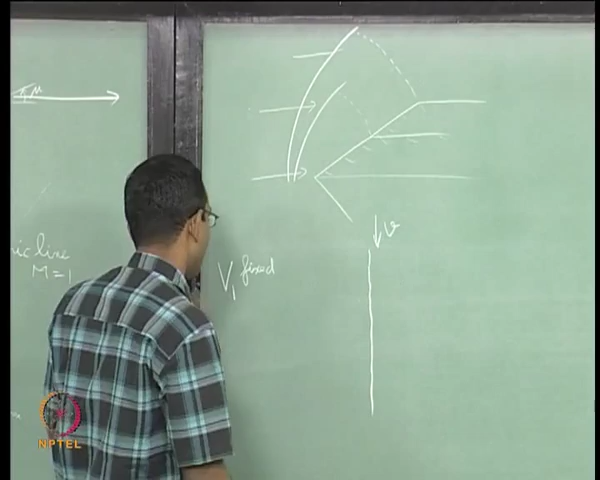 M
ic line
M=1
V1 fixed
v
NPTEL